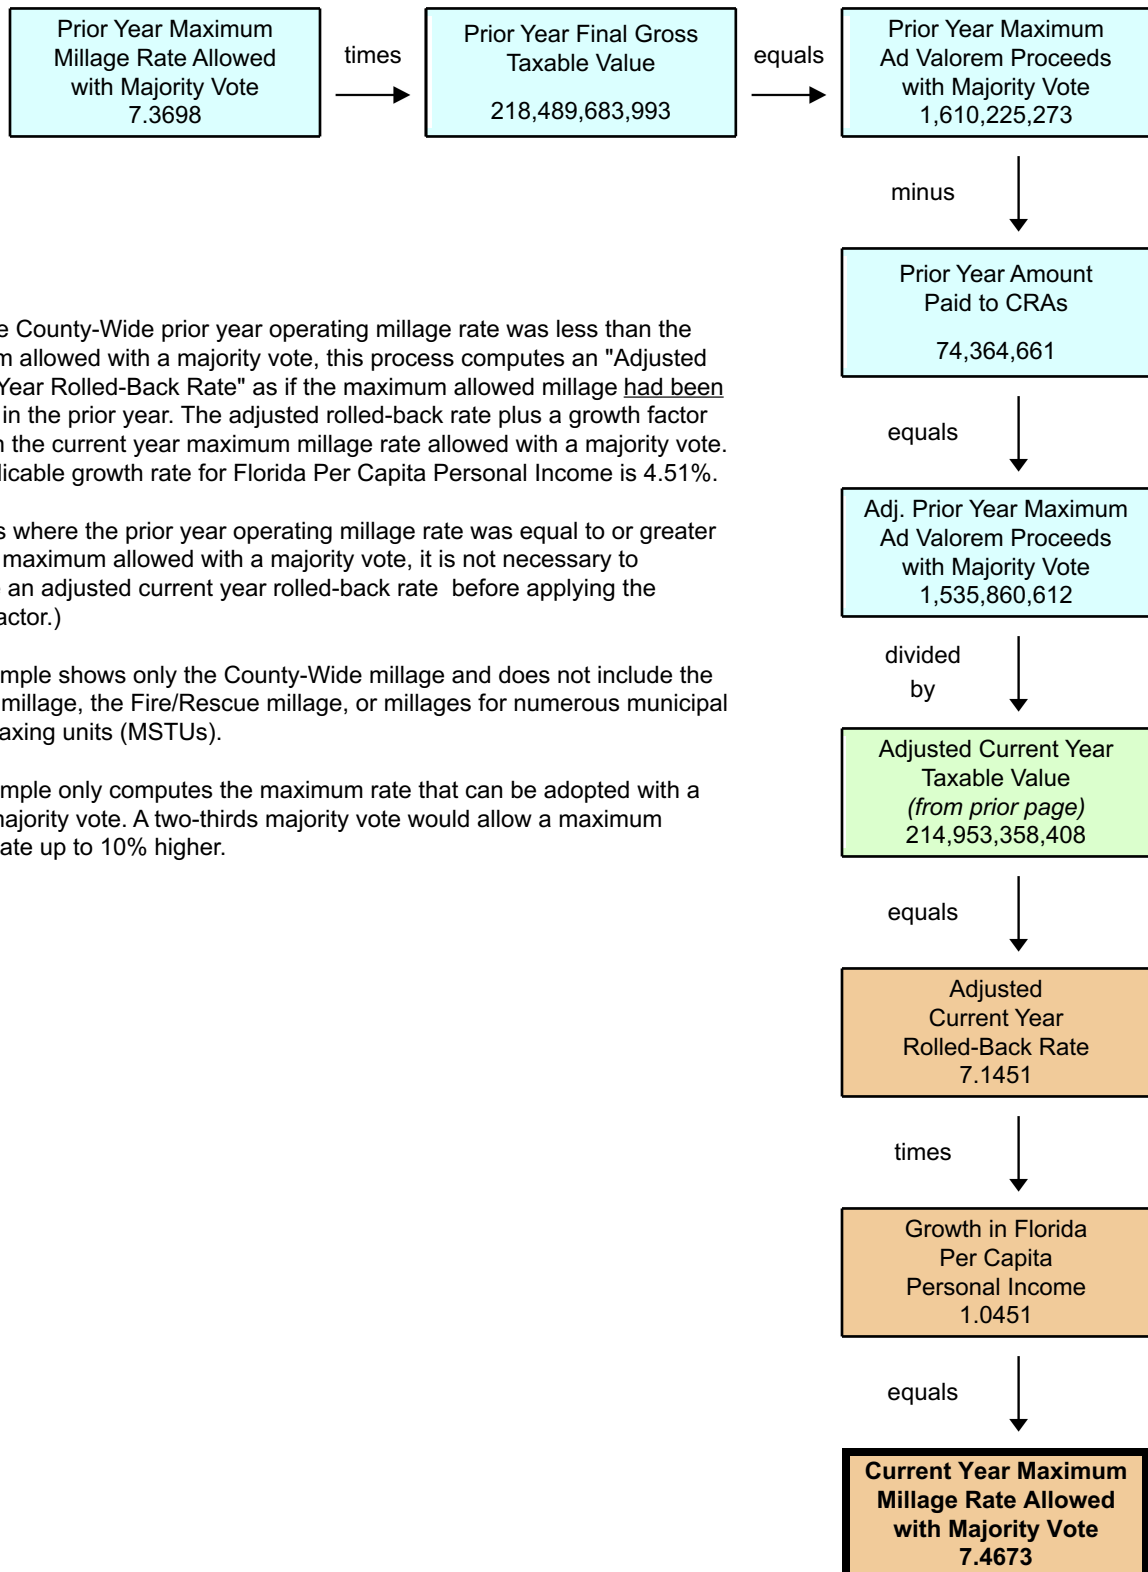 Prior Year Maximum
Millage Rate Allowed
with Majority Vote
7.3698
times
Prior Year Final Gross
Taxable Value
218,489,683,993
equals
Prior Year Maximum
Ad Valorem Proceeds
with Majority Vote
1,610,225,273
minus
Prior Year Amount
Paid to CRAs
74,364,661
equals
Adj. Prior Year Maximum
Ad Valorem Proceeds
with Majority Vote
1,535,860,612
divided
by
Adjusted Current Year
Taxable Value
(from prior page)
214,953,358,408
equals
Adjusted
Current Year
Rolled-Back Rate
7.1451
times
Growth in Florida
Per Capita
Personal Income
1.0451
equals
Current Year Maximum
Millage Rate Allowed
with Majority Vote
7.4673
County-Wide prior year operating millage rate was less than the
allowed with a majority vote, this process computes an "Adjusted
Year Rolled-Back Rate" as if the maximum allowed millage had been
in the prior year. The adjusted rolled-back rate plus a growth factor
the current year maximum millage rate allowed with a majority vote.
growth rate for Florida Per Capita Personal Income is 4.51%.
where the prior year operating millage rate was equal to or greater
maximum allowed with a majority vote, it is not necessary to
an adjusted current year rolled-back rate before applying the
actor.)
shows only the County-Wide millage and does not include the
millage, the Fire/Rescue millage, or millages for numerous municipal
axing units (MSTUs).
only computes the maximum rate that can be adopted with a
majority vote. A two-thirds majority vote would allow a maximum
ate up to 10% higher.